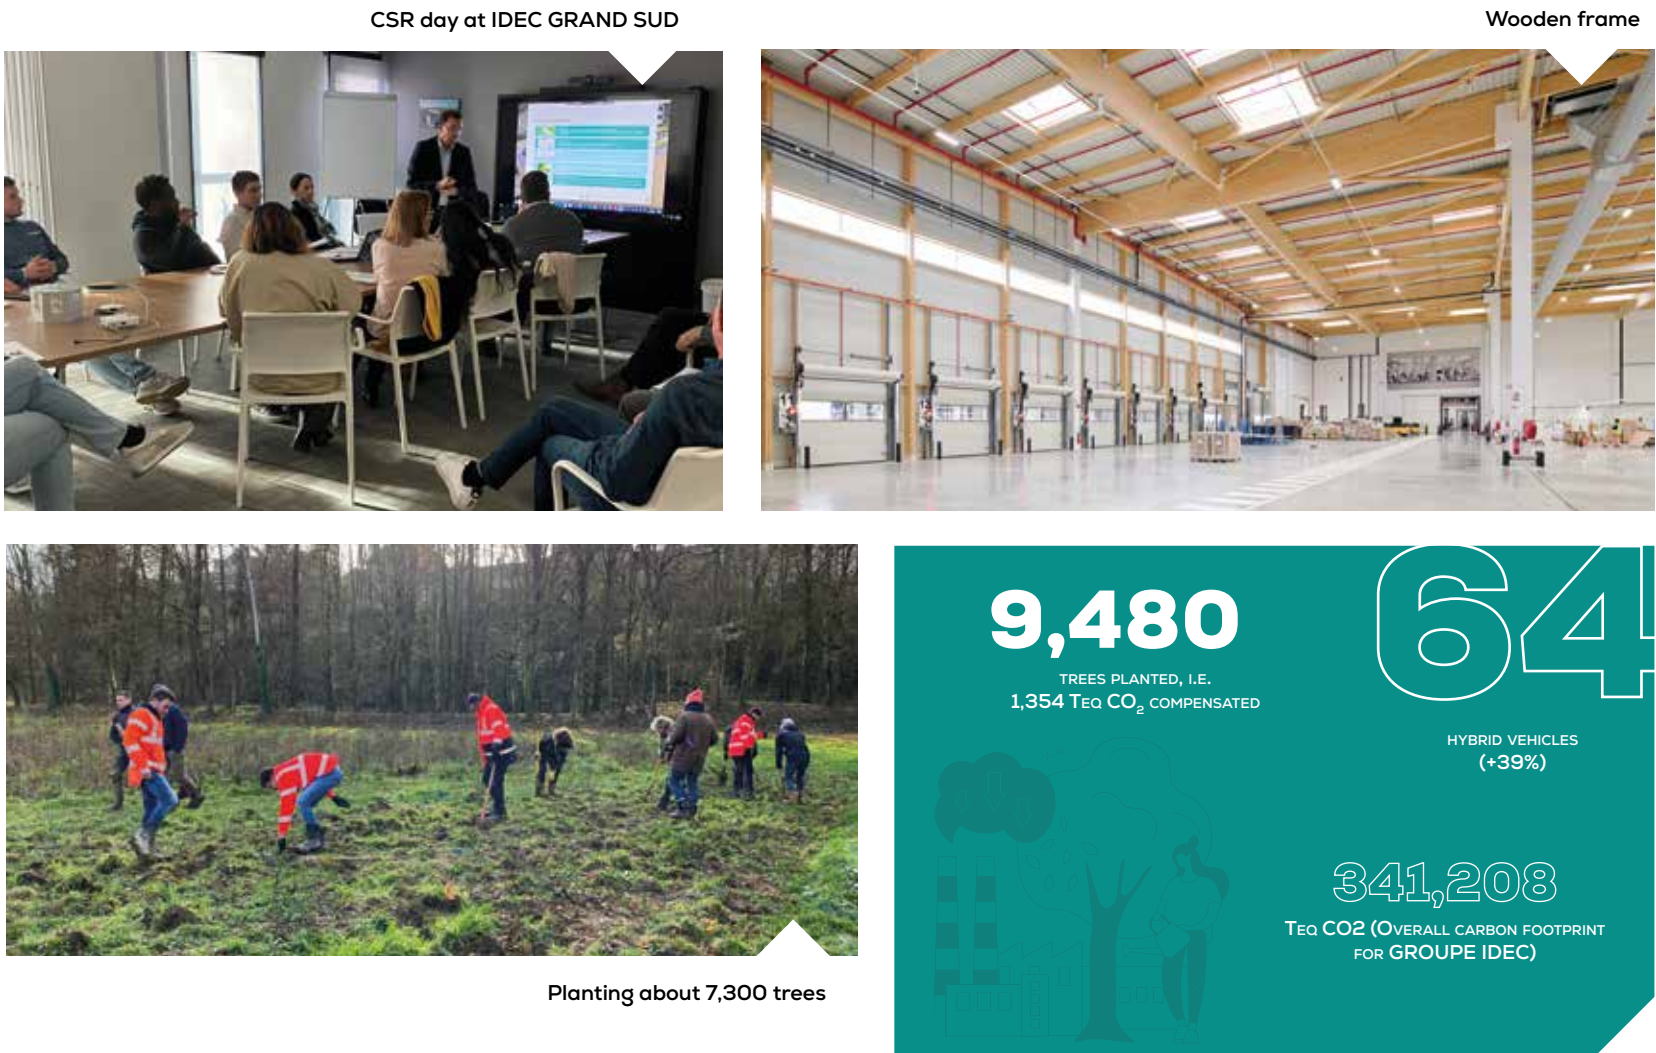 CSR day at IDEC GRAND SUD
Wooden frame
Planting about 7,300 trees
9,480
TREES PLANTED, I.E.
1,354 TEQ CO₂ COMPENSATED
64
HYBRID VEHICLES
(+39%)
341,208
TEQ CO2 (OVERALL CARBON FOOTPRINT
FOR GROUPE IDEC)